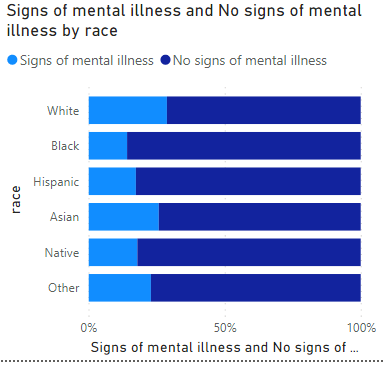 Signs of mental illness and No signs of mental
illness by race
Signs of mental illness No signs of mental illness
White
Black
Hispanic
Asian
Native
Other
race
0% 50% 100%
Signs of mental illness and No signs of ...